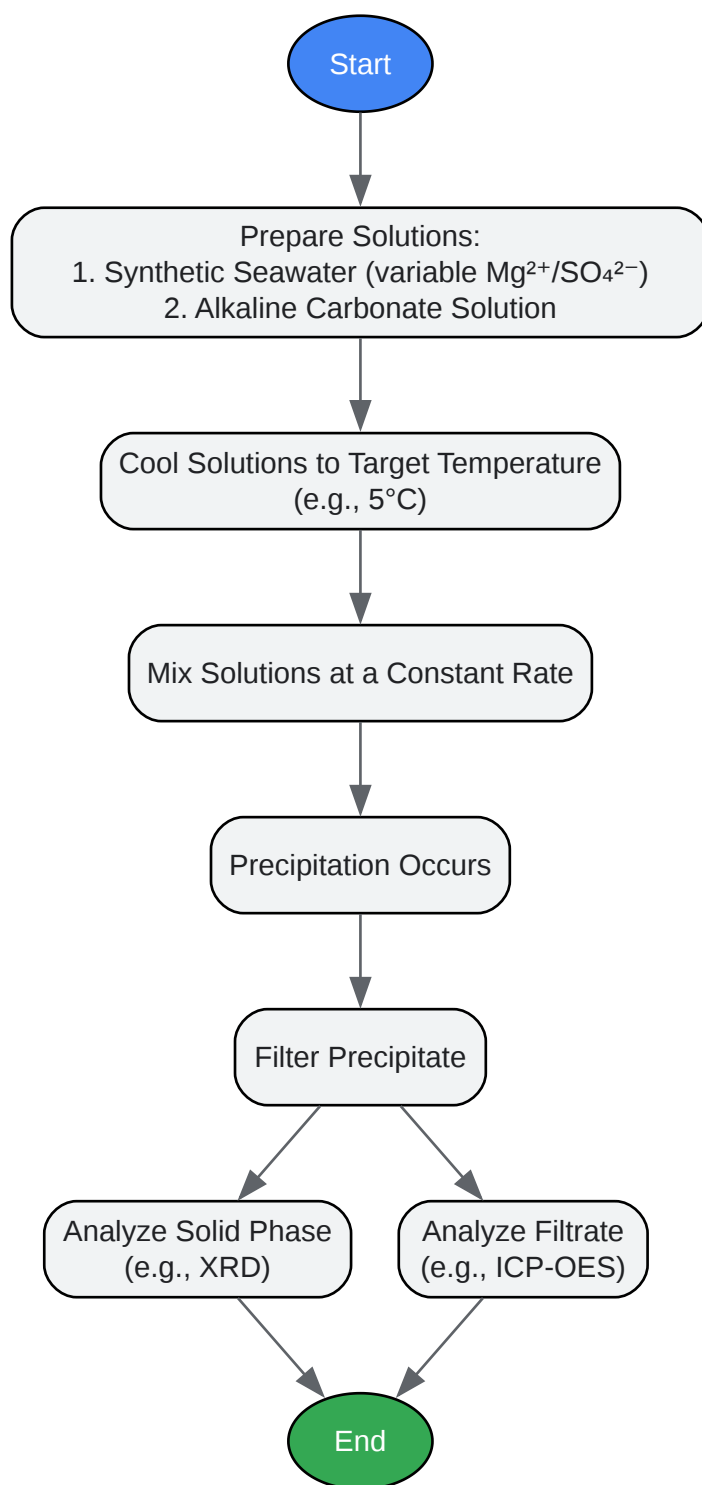 Start
Prepare Solutions:
1. Synthetic Seawater (variable Mg²⁺/SO₄²⁻)
2. Alkaline Carbonate Solution
Cool Solutions to Target Temperature
(e.g., 5°C)
Mix Solutions at a Constant Rate
Precipitation Occurs
Filter Precipitate
Analyze Solid Phase
(e.g., XRD)
Analyze Filtrate
(e.g., ICP-OES)
End